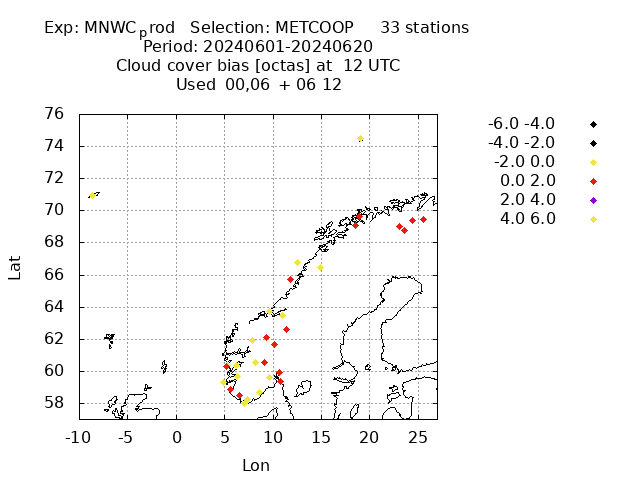 Exp: MNWC_prod Selection: METCOOP 33 stations
Period: 20240601-20240620
Cloud cover bias [octas] at 12 UTC
Used 00,06 + 06 12
76
74
72
70
68
66
64
62
60
58
Lat
-10 -5 0 5 10 15 20 25
Lon
-6.0 -4.0
-4.0 -2.0
-2.0 0.0
0.0 2.0
2.0 4.0
4.0 6.0